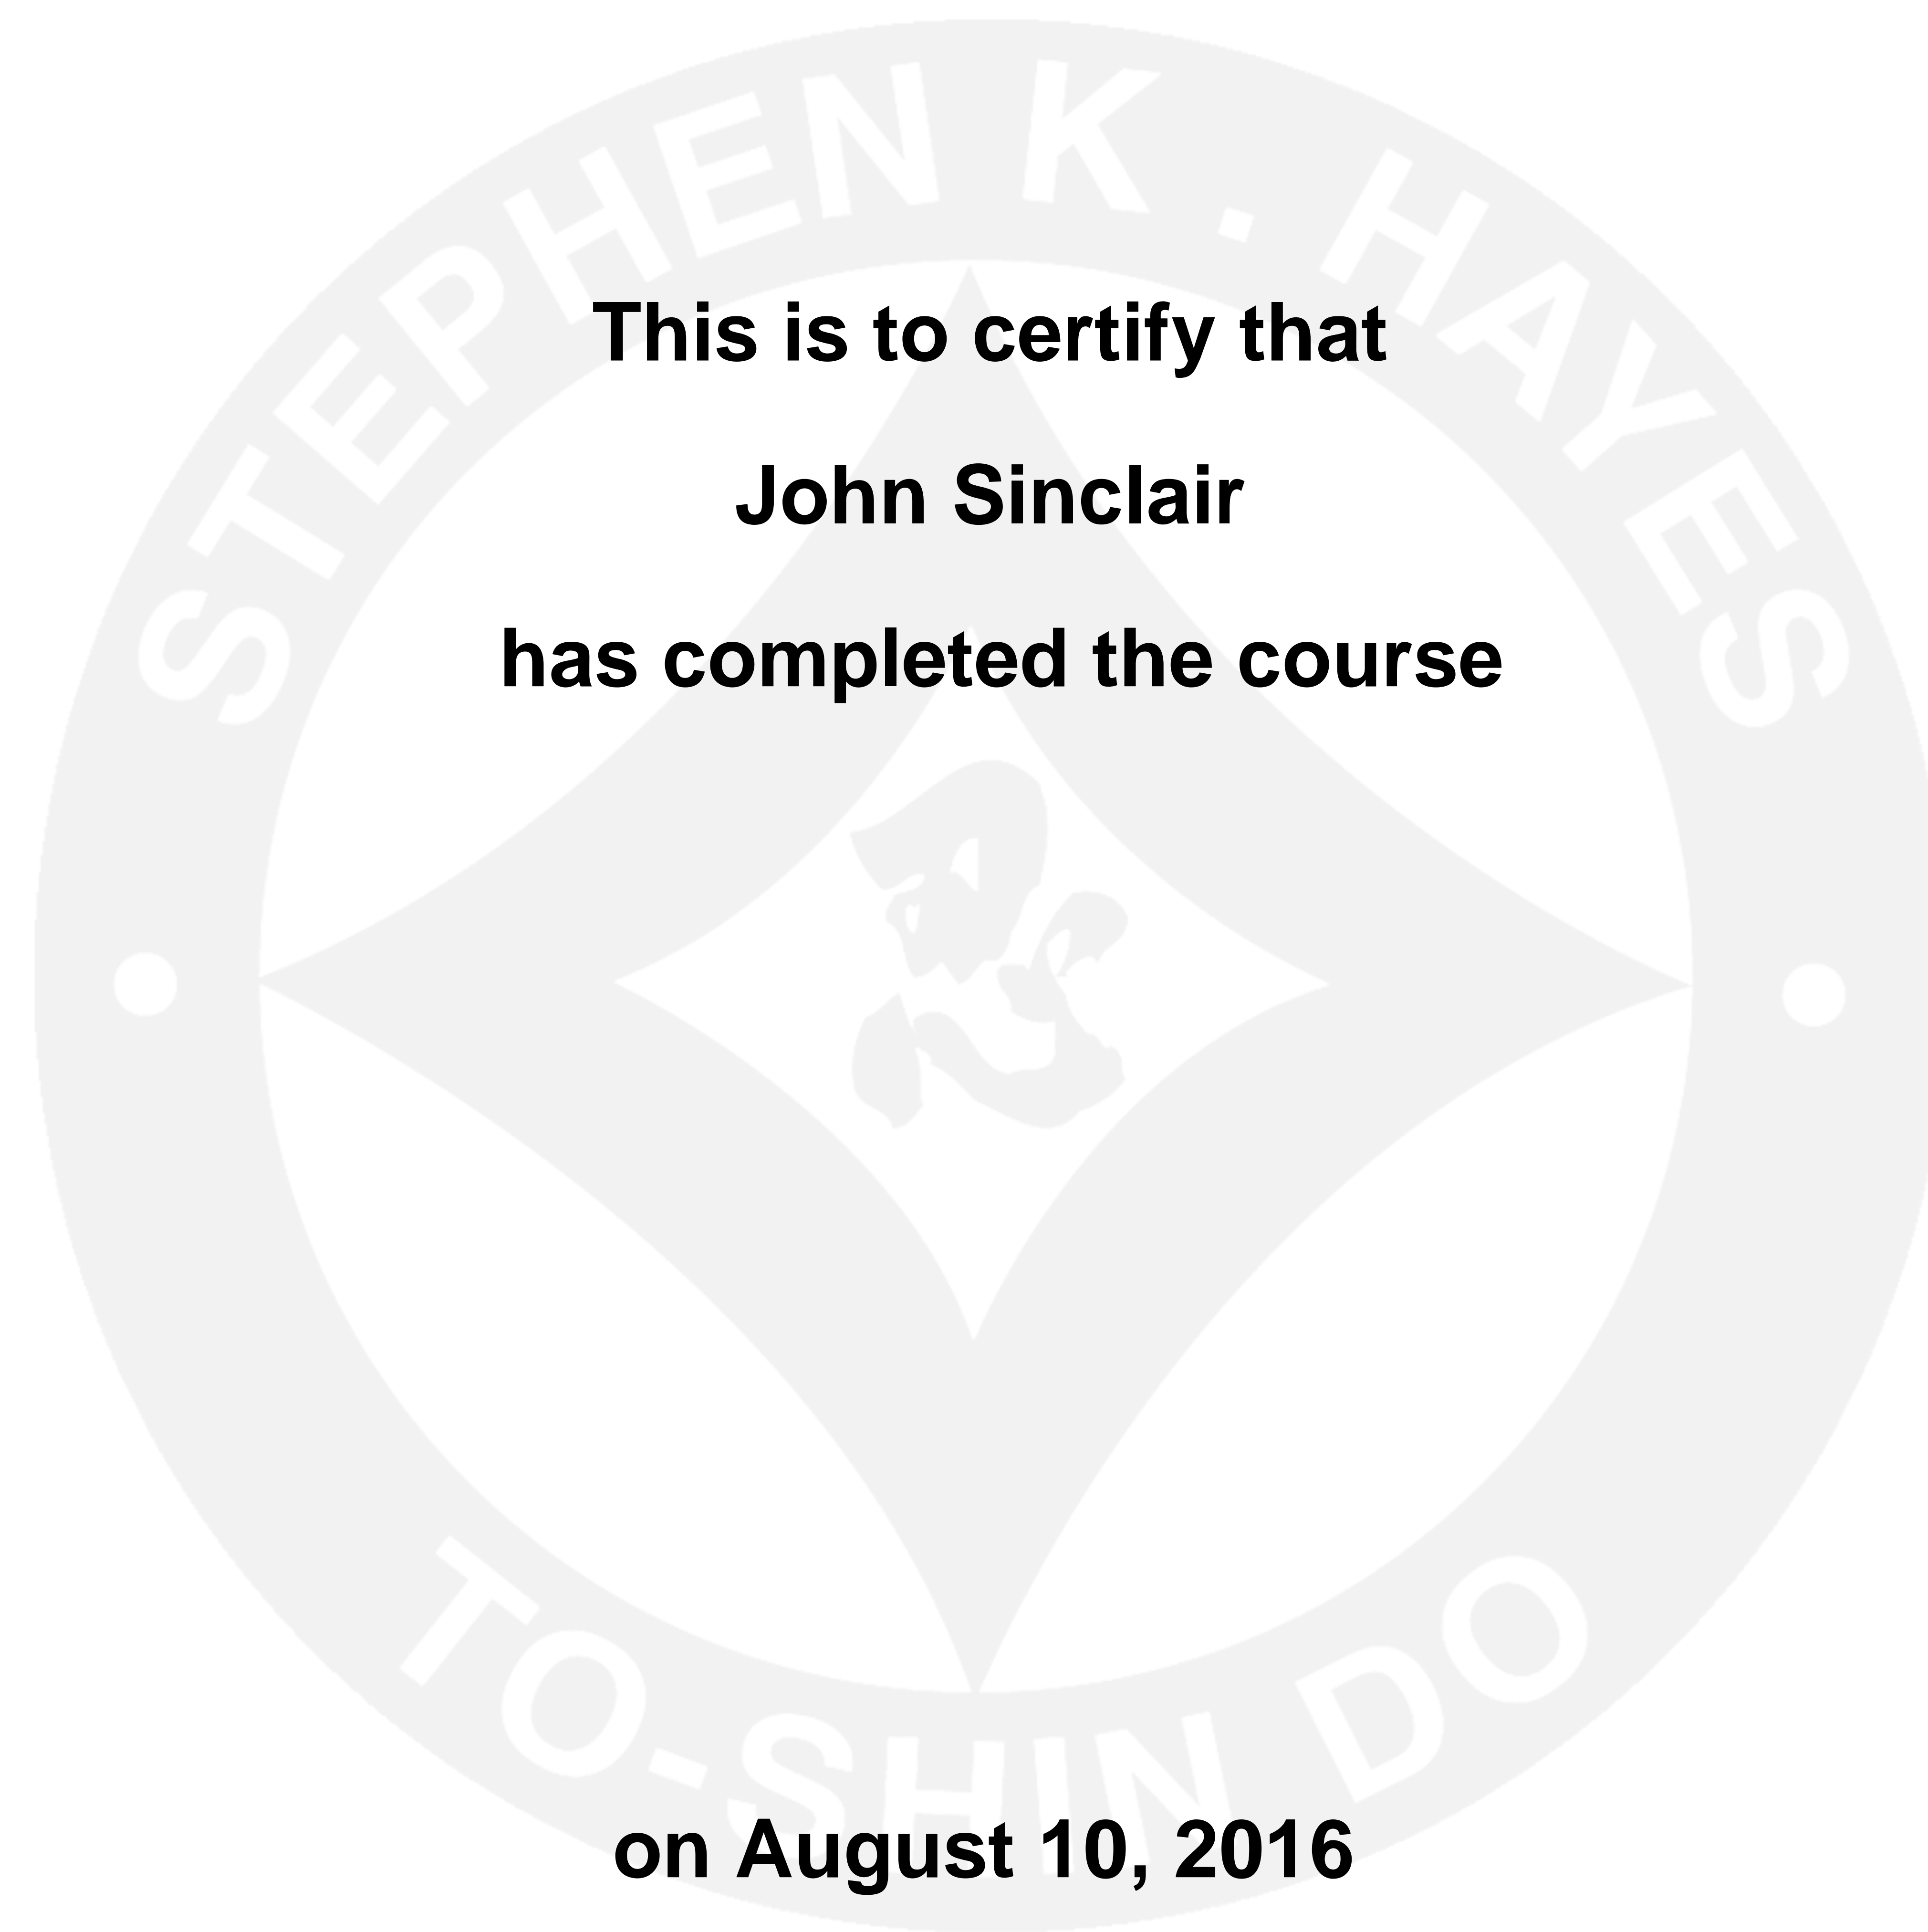 STEPHEN K. HAYES
This is to certify that
John Sinclair
has completed the course
忍
TO-SHIN DO
on August 10, 2016